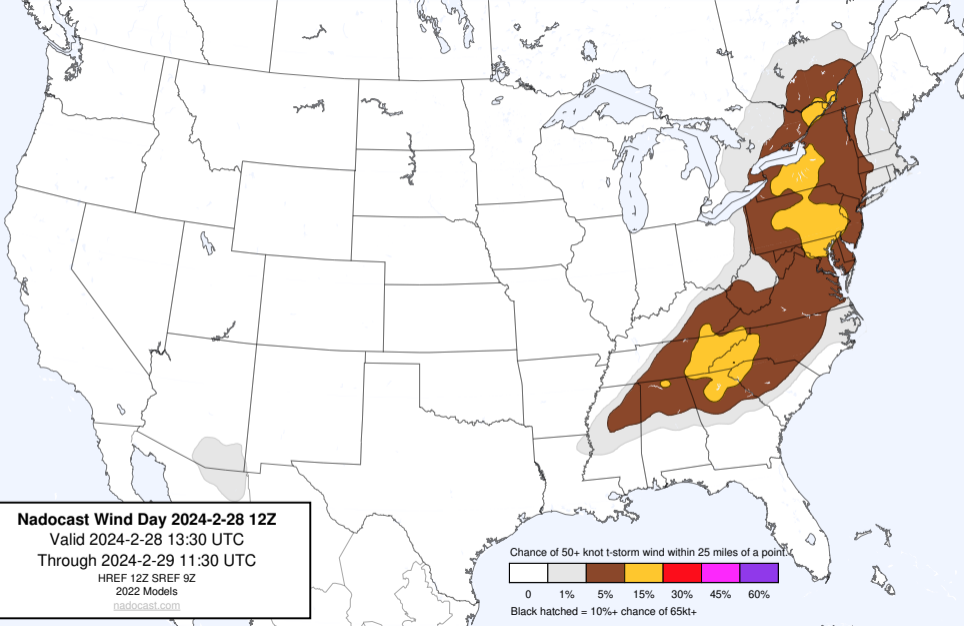 Nadocast Wind Day 2024-2-28 12Z
Valid 2024-2-28 13:30 UTC
Through 2024-2-29 11:30 UTC
HREF 12Z SREF 9Z
2022 Models
nadocast.com
Chance of 50+ knot t-storm wind within 25 miles of a point.
0 1% 5% 15% 30% 45% 60%
Black hatched = 10%+ chance of 65kt+